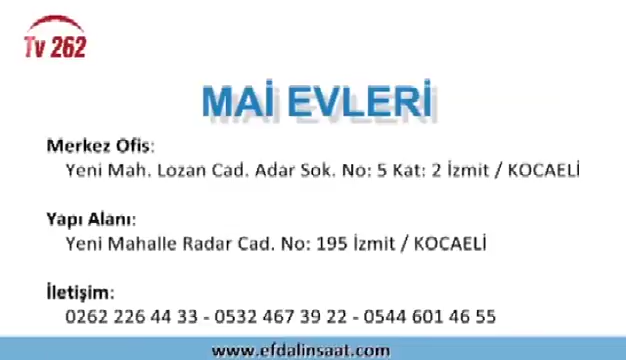 Tv 262
MAİ EVLERİ
Merkez Ofis:
Yeni Mah. Lozan Cad. Adar Sok. No: 5 Kat: 2 İzmit / KOCAELİ
Yapı Alanı:
Yeni Mahalle Radar Cad. No: 195 İzmit / KOCAELİ
İletişim:
0262 226 44 33 - 0532 467 39 22 - 0544 601 46 55
www.efdalinsaat.com